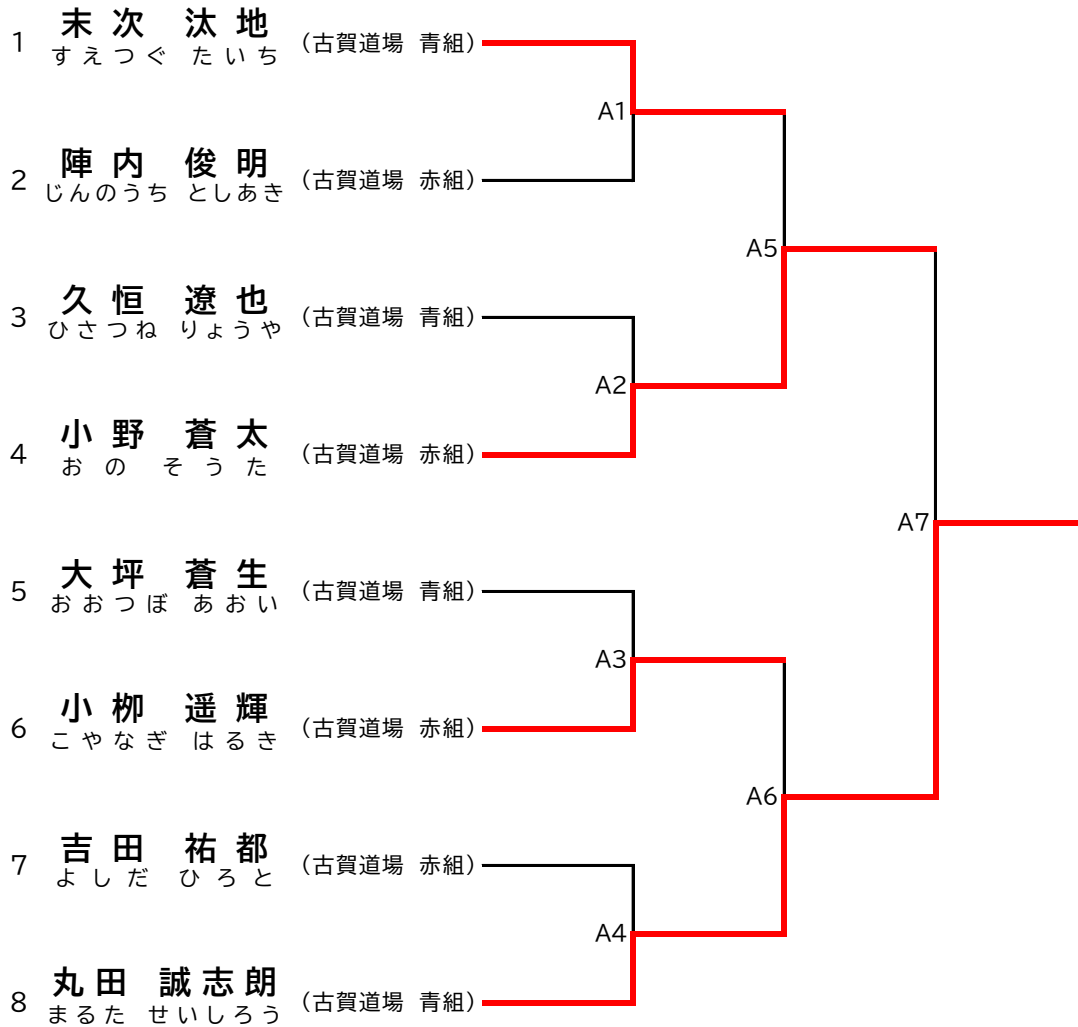 1 末次 汰地 (古賀道場 青組)
すえつぐ たいち
A1
2 陣内 俊明 (古賀道場 赤組)
じんのうち としあき
A5
3 久恒 遼也 (古賀道場 青組)
ひさつね りょうや
A2
4 小野 蒼太 (古賀道場 赤組)
おの そうた
A7
5 大坪 蒼生 (古賀道場 青組)
おおつぼ あおい
A3
6 小栁 遥輝 (古賀道場 赤組)
こやなぎ はるき
A6
7 吉田 祐都 (古賀道場 赤組)
よしだ ひろと
A4
8 丸田 誠志朗 (古賀道場 青組)
まるた せいしろう